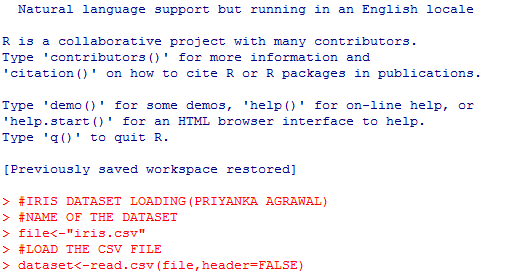 Natural language support but running in an English locale
R is a collaborative project with many contributors.
Type 'contributors()' for more information and
'citation()' on how to cite R or R packages in publications.
Type 'demo()' for some demos, 'help()' for on-line help, or
'help.start()' for an HTML browser interface to help.
Type 'q()' to quit R.
[Previously saved workspace restored]
> #IRIS DATASET LOADING(PRIYANKA AGRAWAL)
> #NAME OF THE DATASET
> file<-"iris.csv"
> #LOAD THE CSV FILE
> dataset<-read.csv(file,header=FALSE)